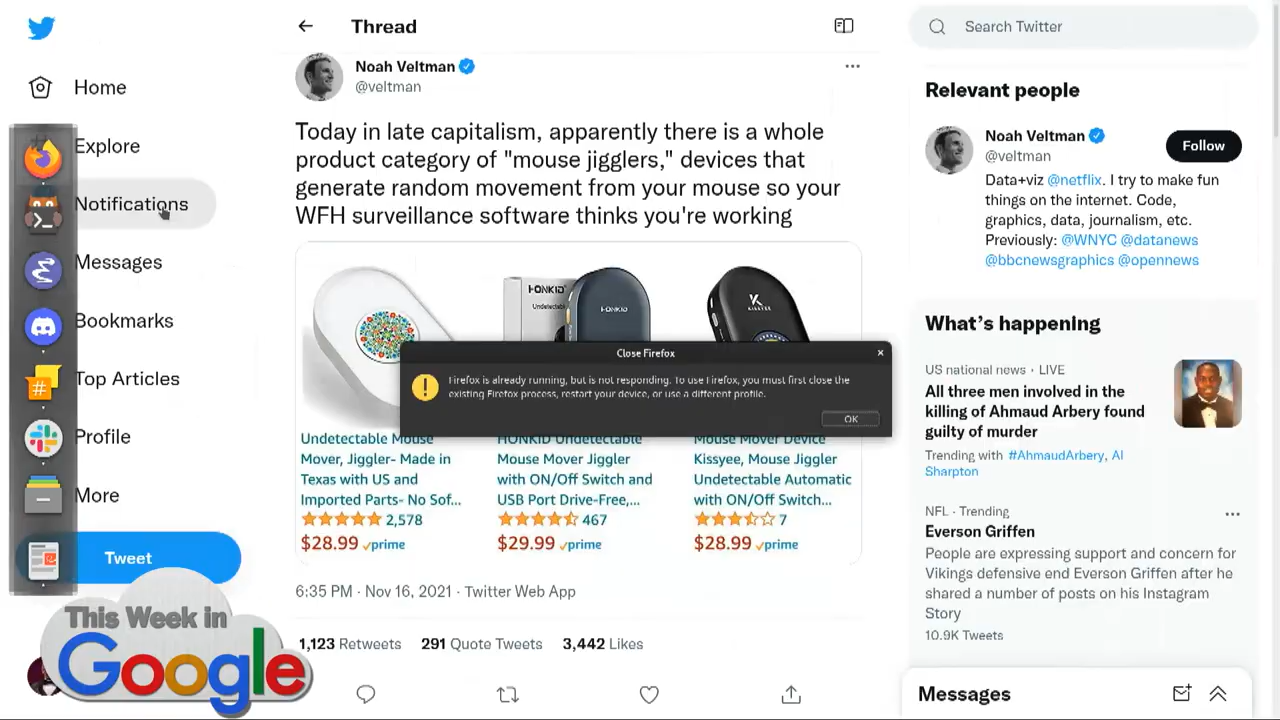 Thread
Search Twitter
Home
Explore
Notifications
Messages
Bookmarks
Top Articles
Profile
More
Tweet
Noah Veltman
@veltman
Today in late capitalism, apparently there is a whole
product category of "mouse jigglers," devices that
generate random movement from your mouse so your
WFH surveillance software thinks you're working
HONKID
Undetectabl
HONKID
KISSYEE
Close Firefox
Firefox is already running, but is not responding. To use Firefox, you must first close the
existing Firefox process, restart your device, or use a different profile.
OK
Undetectable Mouse
Mover, Jiggler- Made in
Texas with US and
Imported Parts- No Sof...
2,578
$28.99 prime
HONKID Undetectable
Mouse Mover Jiggler
with ON/Off Switch and
USB Port Drive-Free,...
467
$29.99 prime
Mouse Mover Device
Kissyee, Mouse Jiggler
Undetectable Automatic
with ON/Off Switch...
7
$28.99 prime
6:35 PM · Nov 16, 2021 · Twitter Web App
1,123 Retweets 291 Quote Tweets 3,442 Likes
Relevant people
Noah Veltman
@veltman
Follow
Data+viz @netflix. I try to make fun
things on the internet. Code,
graphics, data, journalism, etc.
Previously: @WNYC @datanews
@bbcnewsgraphics @opennews
What's happening
US national news · LIVE
All three men involved in the
killing of Ahmaud Arbery found
guilty of murder
Trending with #AhmaudArbery, Al
Sharpton
NFL · Trending
Everson Griffen
People are expressing support and concern for
Vikings defensive end Everson Griffen after he
shared a number of posts on his Instagram
Story
10.9K Tweets
Messages
This Week in
Google